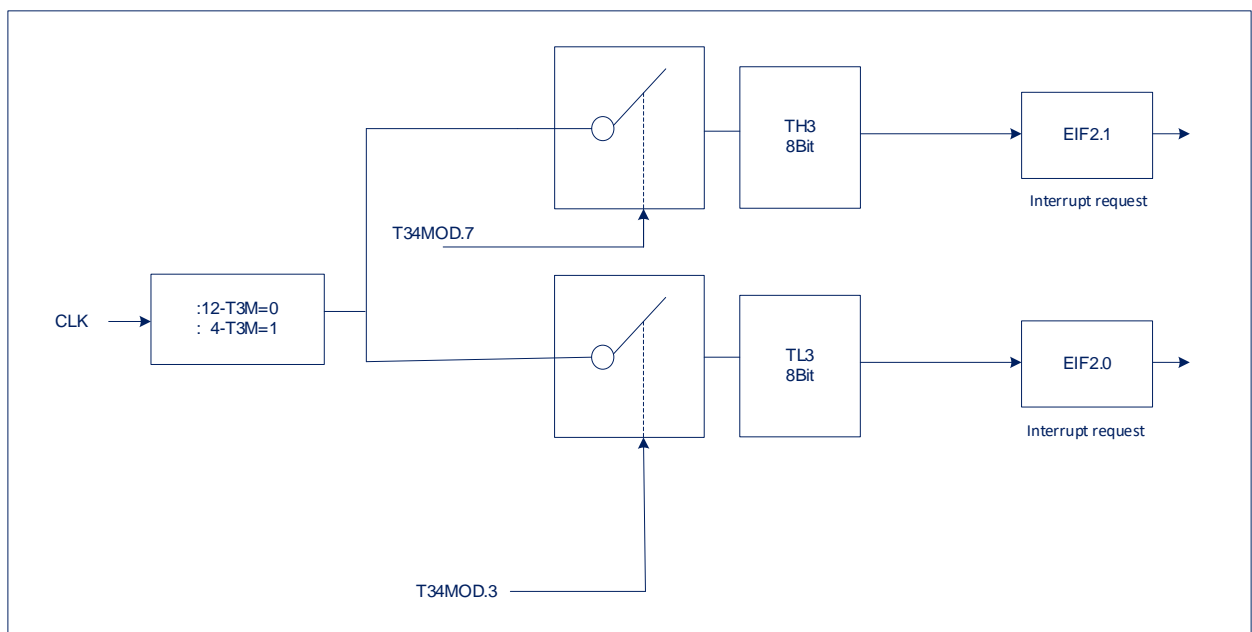 TH3
8Bit
EIF2.1
Interrupt request
T34MOD.7
CLK
:12-T3M=0
: 4-T3M=1
TL3
8Bit
EIF2.0
Interrupt request
T34MOD.3